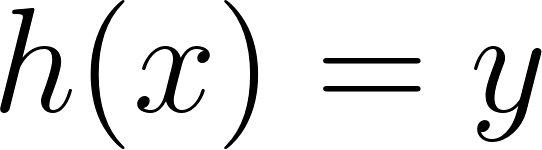 h(x) = y